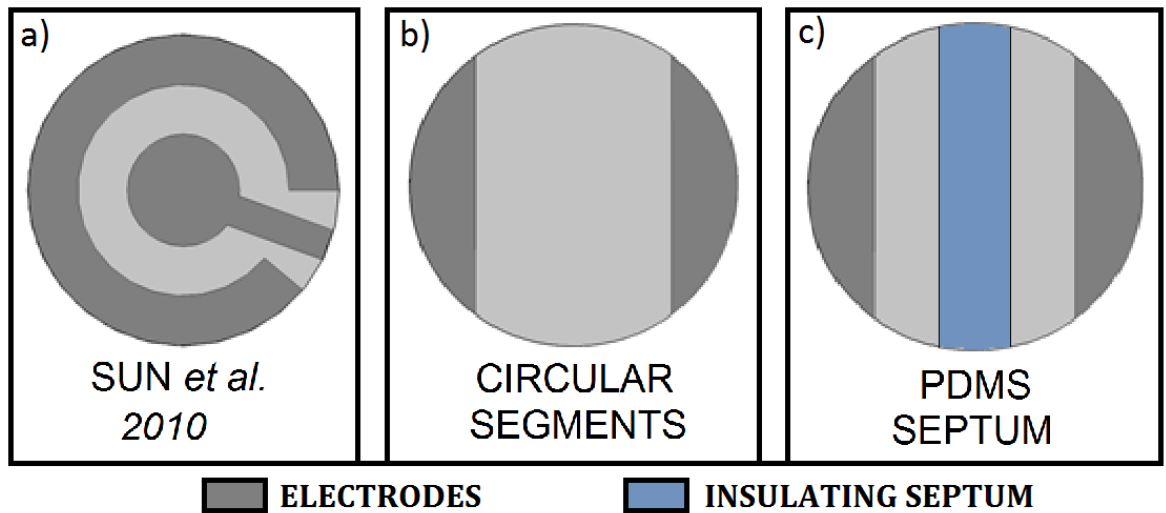 a)
SUN et al.
2010
b)
CIRCULAR
SEGMENTS
c)
PDMS
SEPTUM
ELECTRODES
INSULATING SEPTUM